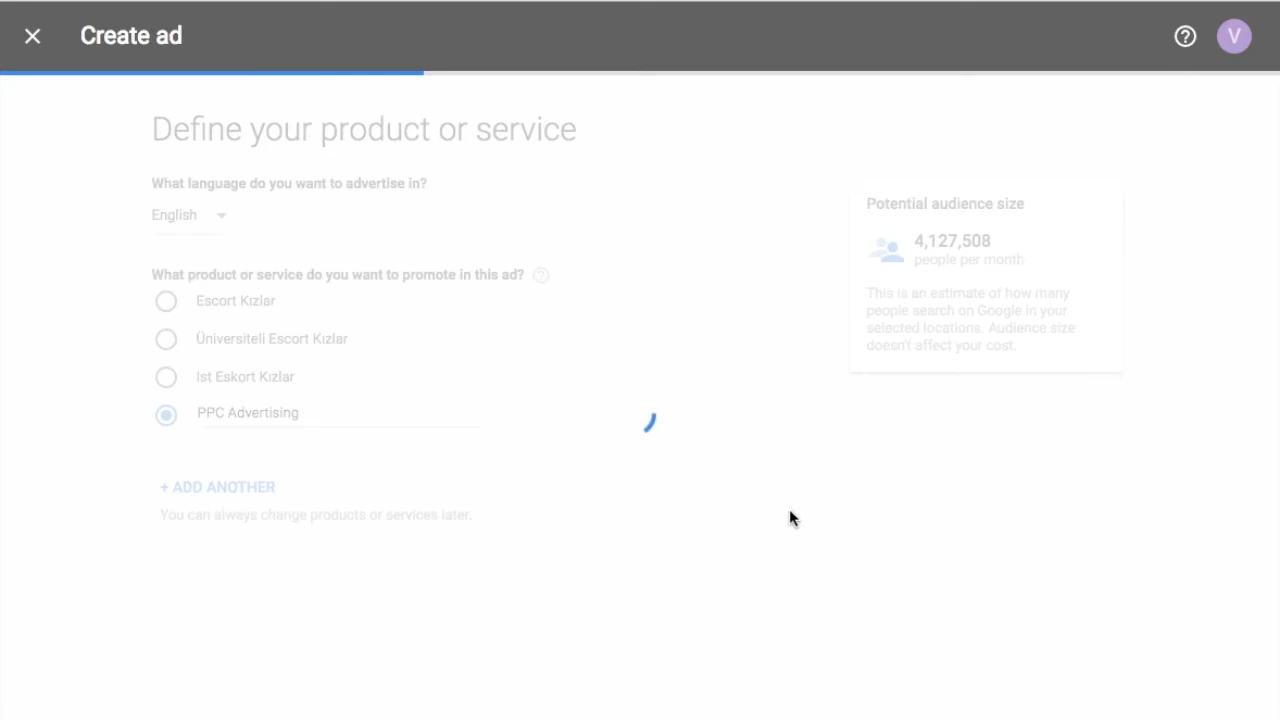 Create ad
V
Define your product or service
What language do you want to advertise in?
English
What product or service do you want to promote in this ad?
Escort Kızlar
Üniversiteli Escort Kızlar
Ist Eskort Kızlar
PPC Advertising
+ ADD ANOTHER
You can always change products or services later.
Potential audience size
4,127,508
people per month
This is an estimate of how many
people search on Google in your
selected locations. Audience size
doesn't affect your cost.